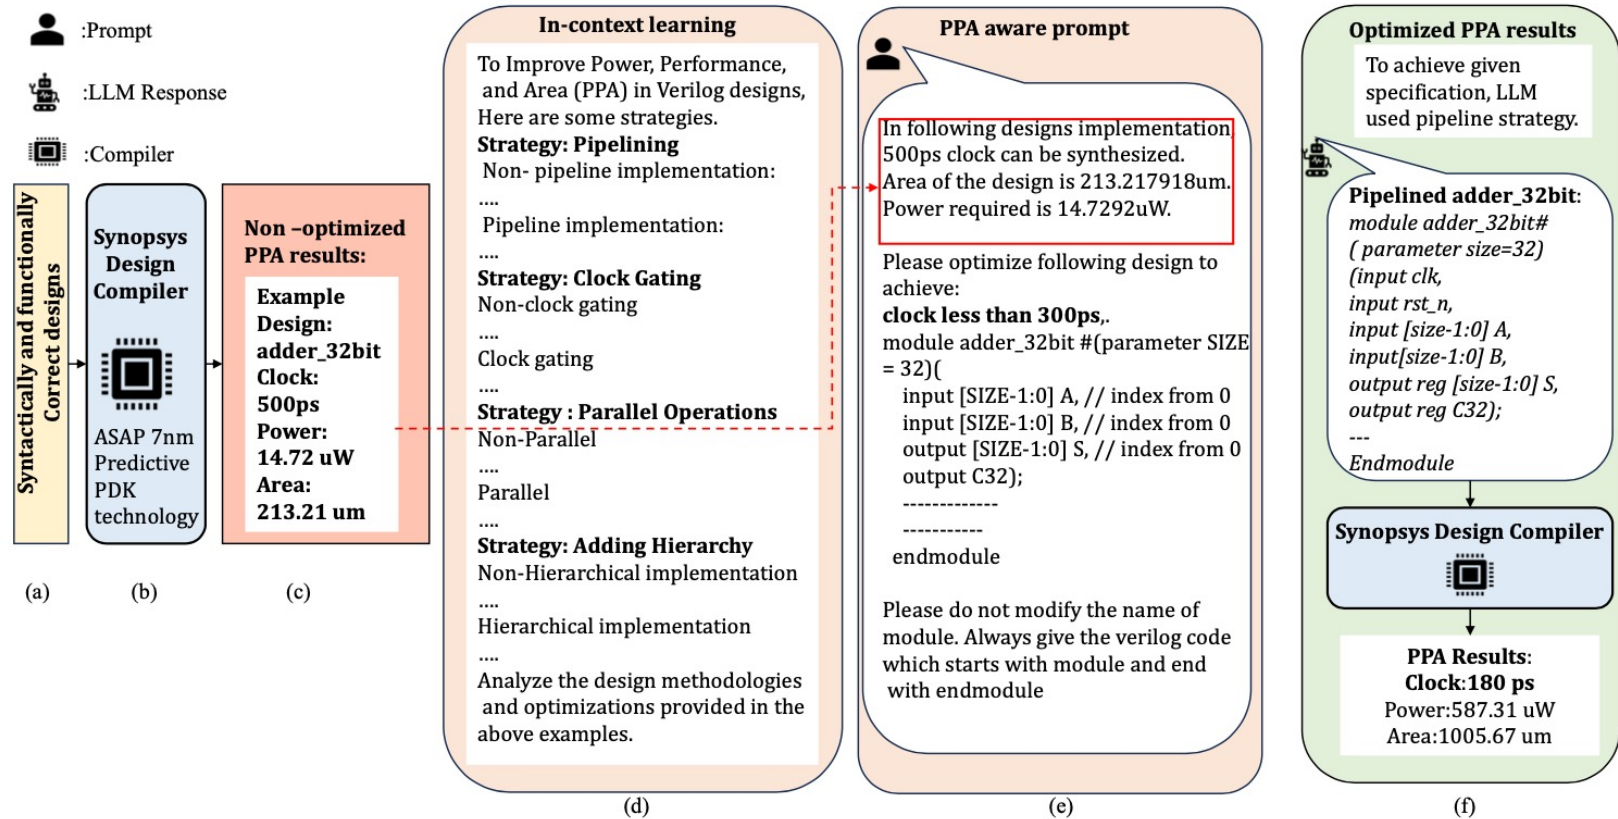 :Prompt
:LLM Response
:Compiler
Syntactically and functionally
Correct designs
(a)
Synopsys
Design
Compiler
ASAP 7nm
Predictive
PDK
technology
(b)
Non –optimized
PPA results:
Example
Design:
adder_32bit
Clock:
500ps
Power:
14.72 uW
Area:
213.21 um
(c)
In-context learning
To Improve Power, Performance,
and Area (PPA) in Verilog designs,
Here are some strategies.
Strategy: Pipelining
Non- pipeline implementation:
....
Pipeline implementation:
....
Strategy: Clock Gating
Non-clock gating
....
Clock gating
....
Strategy : Parallel Operations
Non-Parallel
....
Parallel
....
Strategy: Adding Hierarchy
Non-Hierarchical implementation
....
Hierarchical implementation
....
Analyze the design methodologies
and optimizations provided in the
above examples.
(d)
PPA aware prompt
In following designs implementation,
500ps clock can be synthesized.
Area of the design is 213.217918um.
Power required is 14.7292uW.
Please optimize following design to
achieve:
clock less than 300ps,.
module adder_32bit #(parameter SIZE
= 32)(
input [SIZE-1:0] A, // index from 0
input [SIZE-1:0] B, // index from 0
output [SIZE-1:0] S, // index from 0
output C32);
-------------
-----------
endmodule
Please do not modify the name of
module. Always give the verilog code
which starts with module and end
with endmodule
(e)
Optimized PPA results
To achieve given
specification, LLM
used pipeline strategy.
Pipelined adder_32bit:
module adder_32bit#
( parameter size=32)
(input clk,
input rst_n,
input [size-1:0] A,
input[size-1:0] B,
output reg [size-1:0] S,
output reg C32);
---
Endmodule
Synopsys Design Compiler
PPA Results:
Clock:180 ps
Power:587.31 uW
Area:1005.67 um
(f)